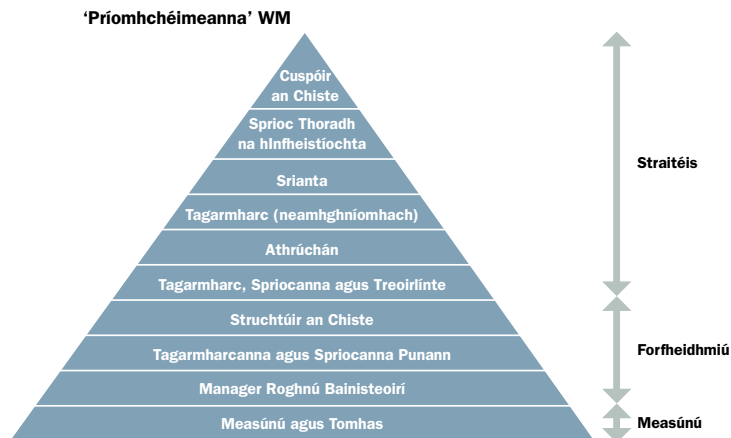 ‘Príomhchéimeanna’ WM
Cuspóir
an Chiste
Sprioc Thoradh
na hInfheistíochta
Srianta
Tagarmharc (neamhghníomhach)
Athrúchán
Tagarmharc, Spriocanna agus Treoirlínte
Struchtúir an Chiste
Tagarmharcanna agus Spriocanna Punann
Manager Roghnú Bainisteoirí
Measúnú agus Tomhas
Straitéis
Forfheidhmiú
Measúnú